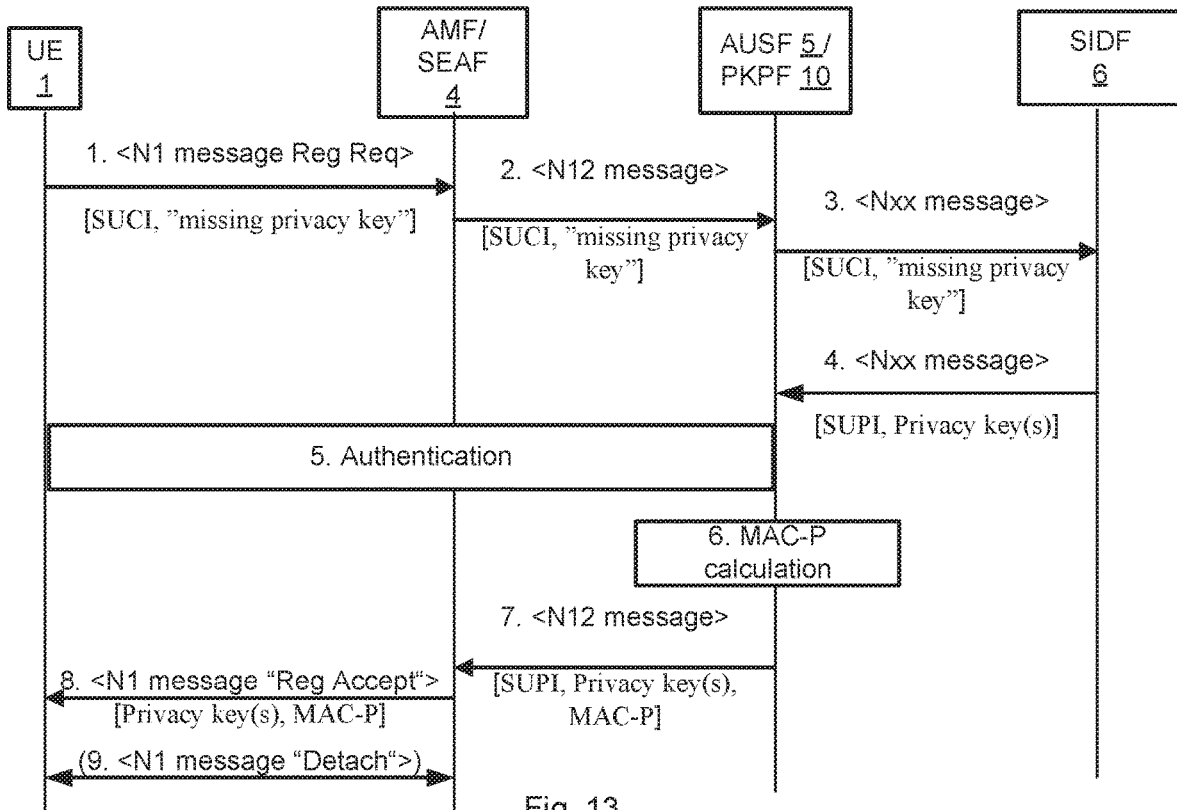 UE
1
AMF/
SEAF
4
AUSF 5 /
PKPF 10
SIDF
6
1. <N1 message Reg Req>
[SUCI, ”missing privacy key”]
2. <N12 message>
[SUCI, ”missing privacy
key”]
3. <Nxx message>
[SUCI, ”missing privacy
key”]
4. <Nxx message>
[SUPI, Privacy key(s)]
5. Authentication
6. MAC-P
calculation
7. <N12 message>
[SUPI, Privacy key(s),
MAC-P]
8. <N1 message “Reg Accept“>
[Privacy key(s), MAC-P]
(9. <N1 message “Detach“>)
Fig. 13